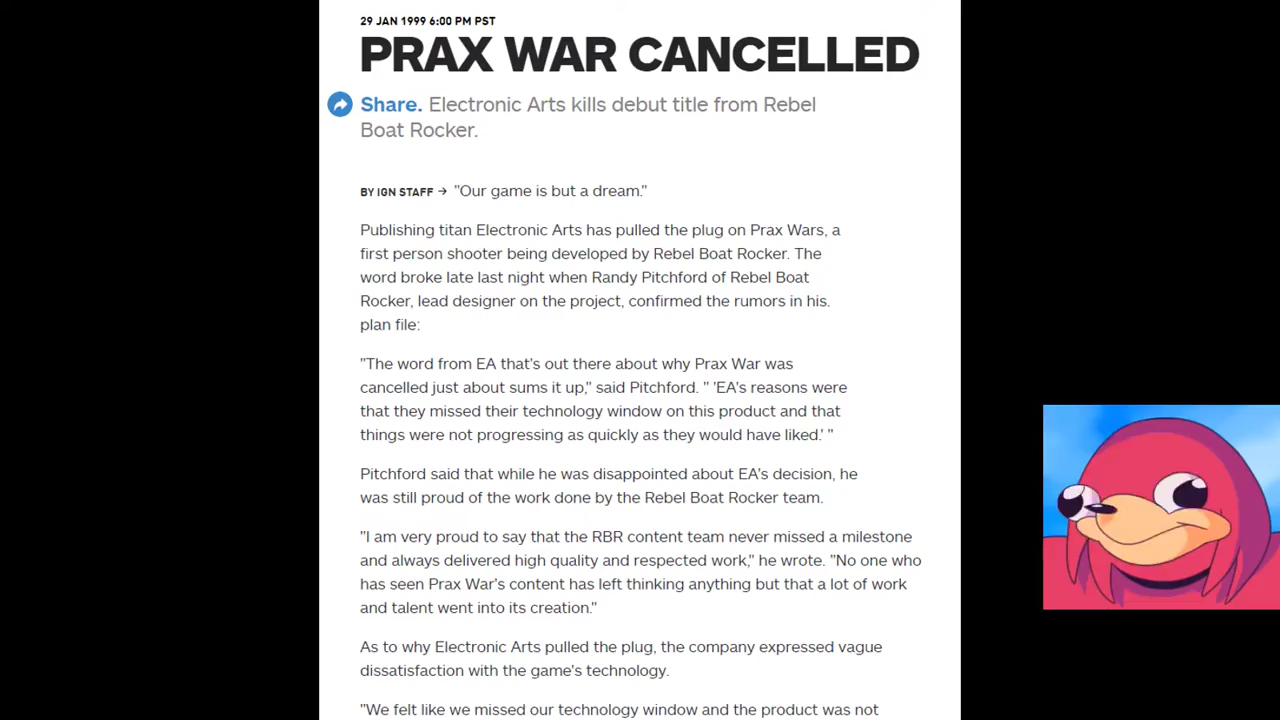 29 JAN 1999 6:00 PM PST
PRAX WAR CANCELLED
Share. Electronic Arts kills debut title from Rebel
Boat Rocker.
BY IGN STAFF → "Our game is but a dream."
Publishing titan Electronic Arts has pulled the plug on Prax Wars, a
first person shooter being developed by Rebel Boat Rocker. The
word broke late last night when Randy Pitchford of Rebel Boat
Rocker, lead designer on the project, confirmed the rumors in his.
plan file:
"The word from EA that's out there about why Prax War was
cancelled just about sums it up," said Pitchford. " 'EA's reasons were
that they missed their technology window on this product and that
things were not progressing as quickly as they would have liked.' "
Pitchford said that while he was disappointed about EA's decision, he
was still proud of the work done by the Rebel Boat Rocker team.
"I am very proud to say that the RBR content team never missed a milestone
and always delivered high quality and respected work," he wrote. "No one who
has seen Prax War's content has left thinking anything but that a lot of work
and talent went into its creation."
As to why Electronic Arts pulled the plug, the company expressed vague
dissatisfaction with the game's technology.
"We felt like we missed our technology window and the product was not